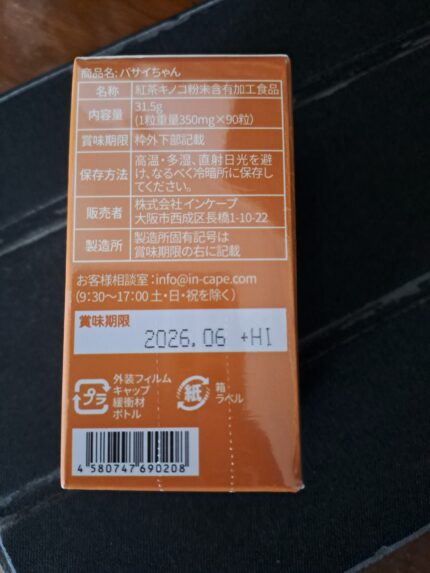 商品名:バサイちゃん
名称 紅茶キノコ粉末含有加工食品
内容量 31.5g
(1粒重量350mg×90粒)
賞味期限 枠外下部記載
保存方法 高温・多湿、直射日光を避
け、なるべく冷暗所に保存し
てください。
販売者 株式会社インケープ
大阪市西成区長橋1-10-22
製造所 製造所固有記号は
賞味期限の右に記載
お客様相談室:info@in-cape.com
(9:30〜17:00 土・日・祝を除く)
賞味期限
2026.06 +HI
プラ
外装フィルム
キャップ
緩衝材
ボトル
紙
箱
ラベル
4 580747 690208